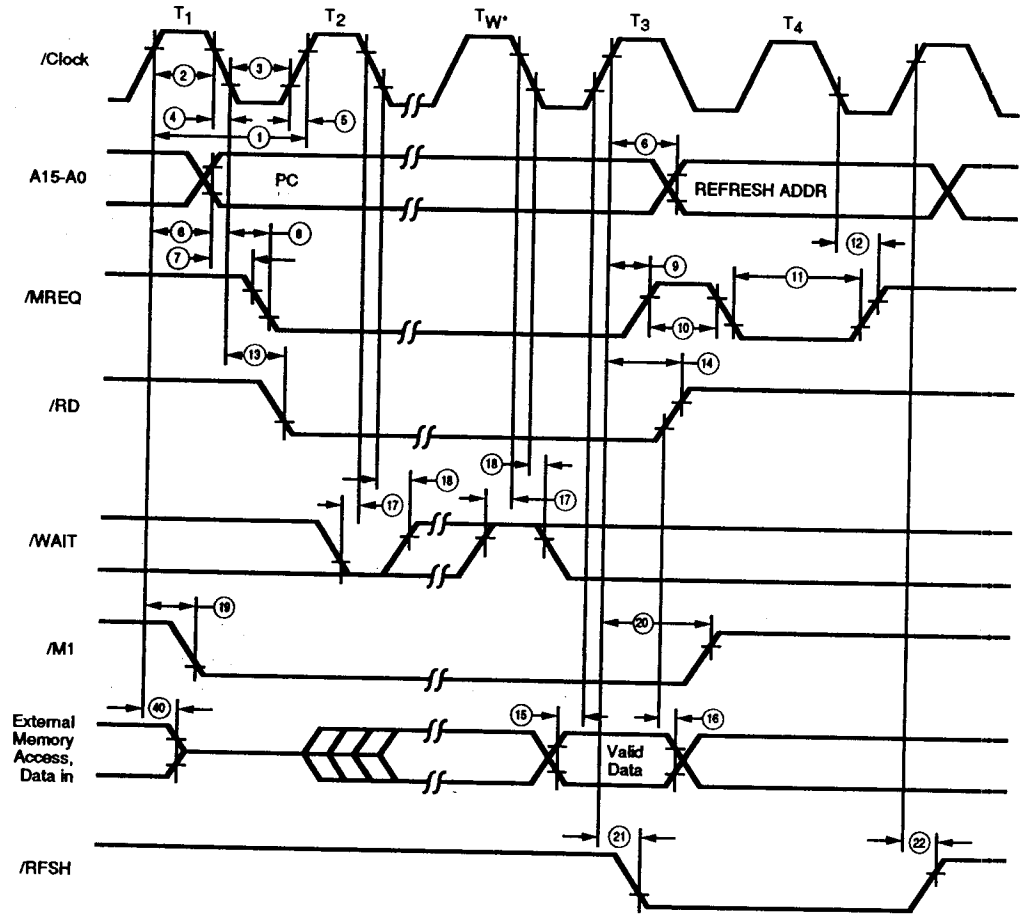 T1 T2 TW* T3 T4
/Clock
2 3
4 5
1
6
A15-A0 PC REFRESH ADDR
6 8 12
7 9 11
/MREQ
10
13 14
/RD
18 18
17 17
/WAIT
19 20
/M1
40 15 16
External
Memory
Access,
Data in
Valid
Data
21 22
/RFSH